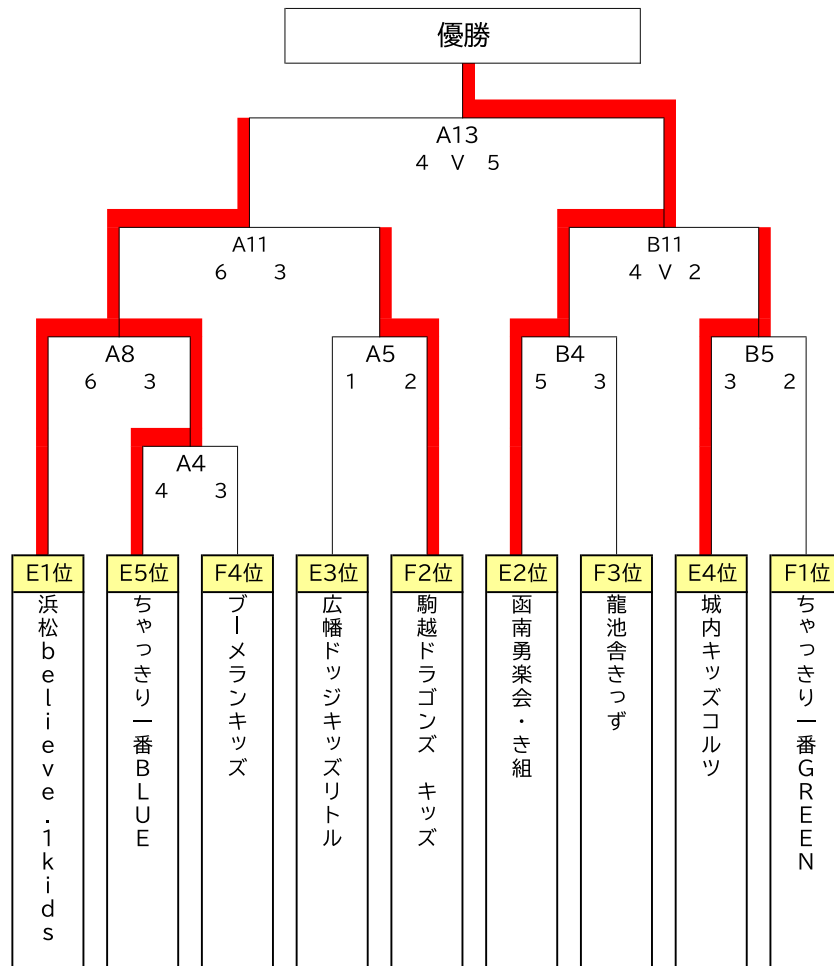 優勝
A13
4 V 5
A11
6 3
B11
4 V 2
A8
6 3
A5
1 2
B4
5 3
B5
3 2
A4
4 3
E1位
E5位
F4位
E3位
F2位
E2位
F3位
E4位
F1位
浜松believe.1kids
ちゃっきり一番BLUE
ブーメランキッズ
広幡ドッジキッズリトル
駒越ドラゴンズ キッズ
函南勇楽会・き組
龍池舎きっず
城内キッズコルツ
ちゃっきり一番GREEN